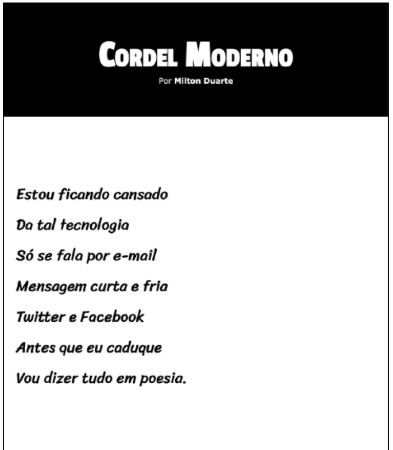 CORDEL MODERNO
Por Milton Duarte
Estou ficando cansado
Da tal tecnologia
Só se fala por e-mail
Mensagem curta e fria
Twitter e Facebook
Antes que eu caduque
Vou dizer tudo em poesia.